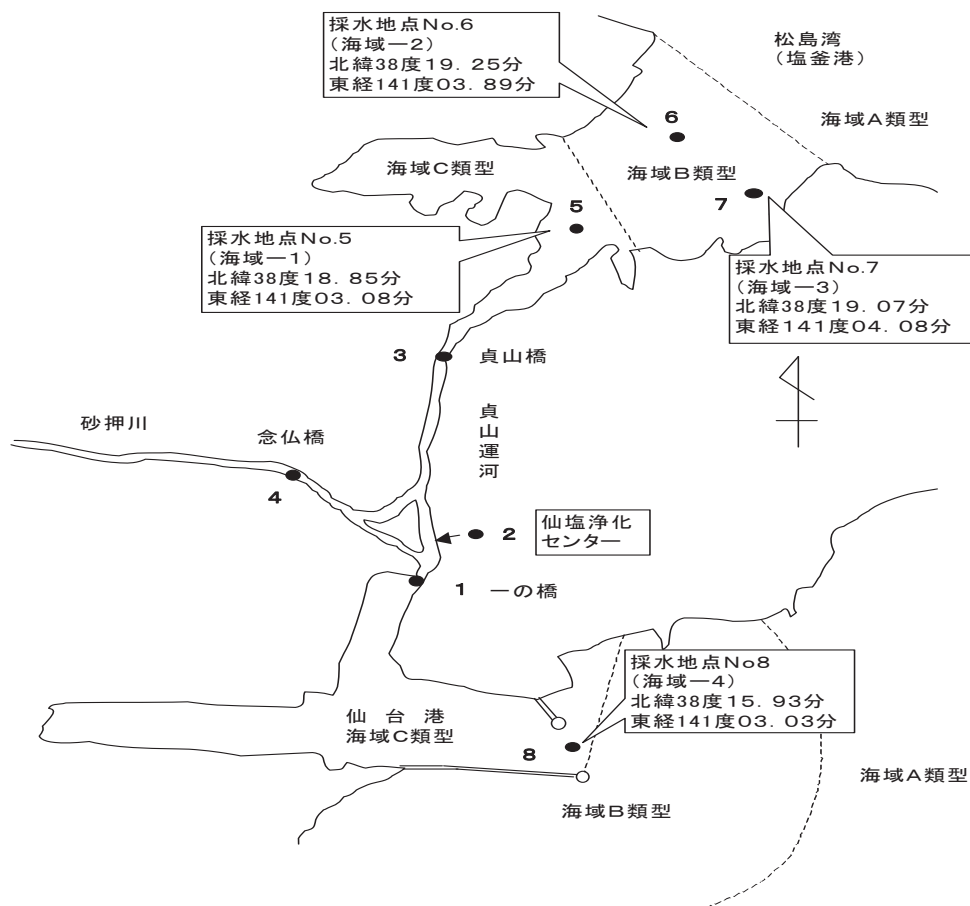 採水地点No.6
(海域―2)
北緯38度19.25分
東経141度03.89分
松島湾
(塩釜港)
海域A類型
6
海域C類型
海域B類型
7
5
採水地点No.5
(海域―1)
北緯38度18.85分
東経141度03.08分
採水地点No.7
(海域―3)
北緯38度19.07分
東経141度04.08分
3
貞山橋
砂押川
念仏橋
貞山運河
4
2
仙塩浄化
センター
1
一の橋
採水地点No8
(海域―4)
北緯38度15.93分
東経141度03.03分
仙台港
海域C類型
8
海域A類型
海域B類型